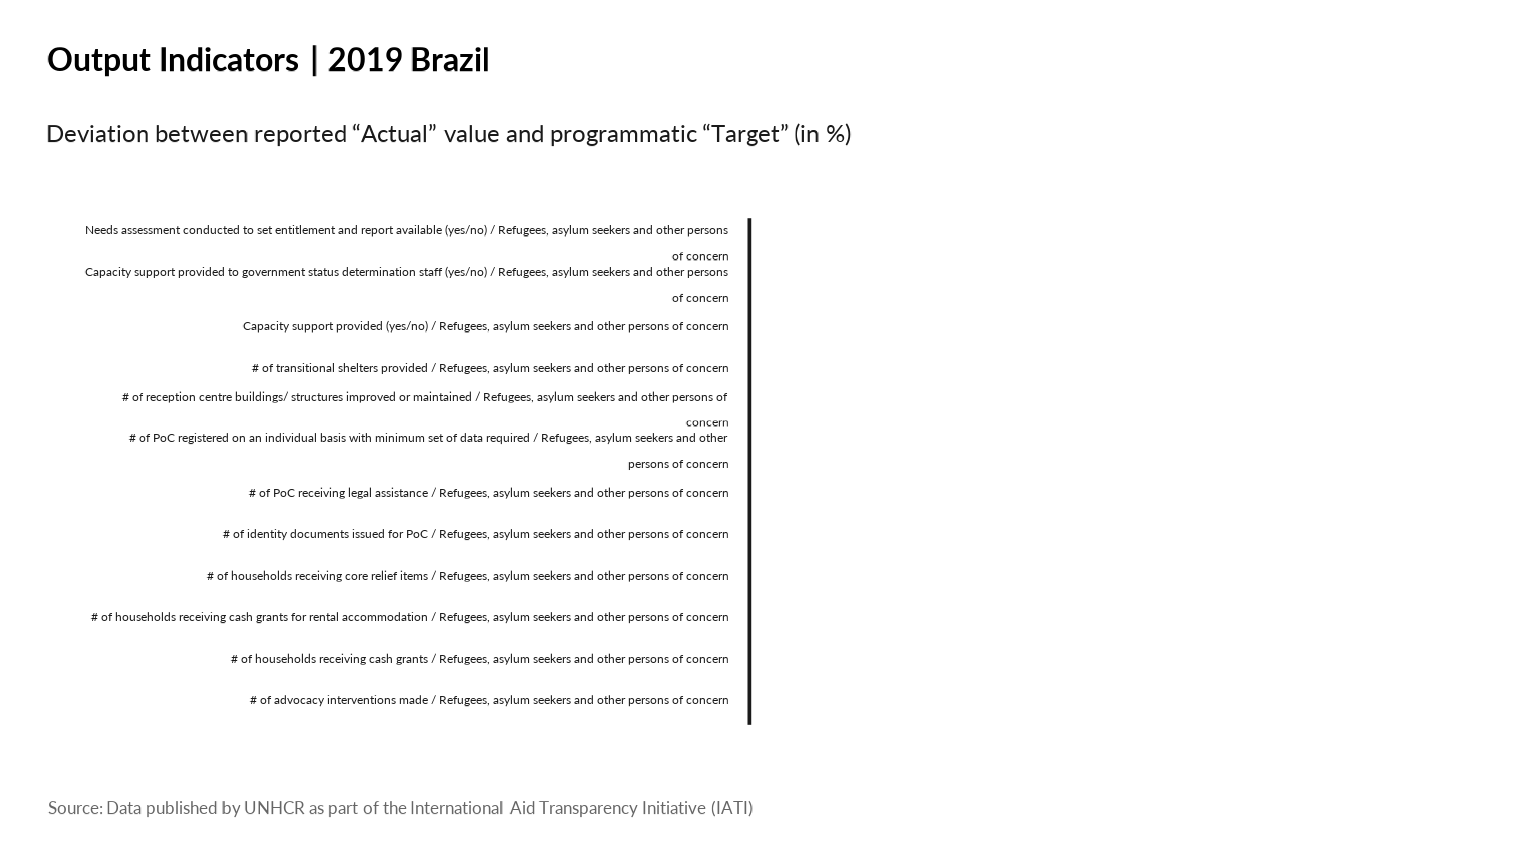 Output Indicators | 2019 Brazil
Deviation between reported “Actual” value and programmatic “Target” (in %)
Needs assessment conducted to set entitlement and report available (yes/no) / Refugees, asylum seekers and other persons
of concern
Capacity support provided to government status determination staff (yes/no) / Refugees, asylum seekers and other persons
of concern
Capacity support provided (yes/no) / Refugees, asylum seekers and other persons of concern
# of transitional shelters provided / Refugees, asylum seekers and other persons of concern
# of reception centre buildings/ structures improved or maintained / Refugees, asylum seekers and other persons of
concern
# of PoC registered on an individual basis with minimum set of data required / Refugees, asylum seekers and other
persons of concern
# of PoC receiving legal assistance / Refugees, asylum seekers and other persons of concern
# of identity documents issued for PoC / Refugees, asylum seekers and other persons of concern
# of households receiving core relief items / Refugees, asylum seekers and other persons of concern
# of households receiving cash grants for rental accommodation / Refugees, asylum seekers and other persons of concern
# of households receiving cash grants / Refugees, asylum seekers and other persons of concern
# of advocacy interventions made / Refugees, asylum seekers and other persons of concern
Source: Data published by UNHCR as part of the International Aid Transparency Initiative (IATI)